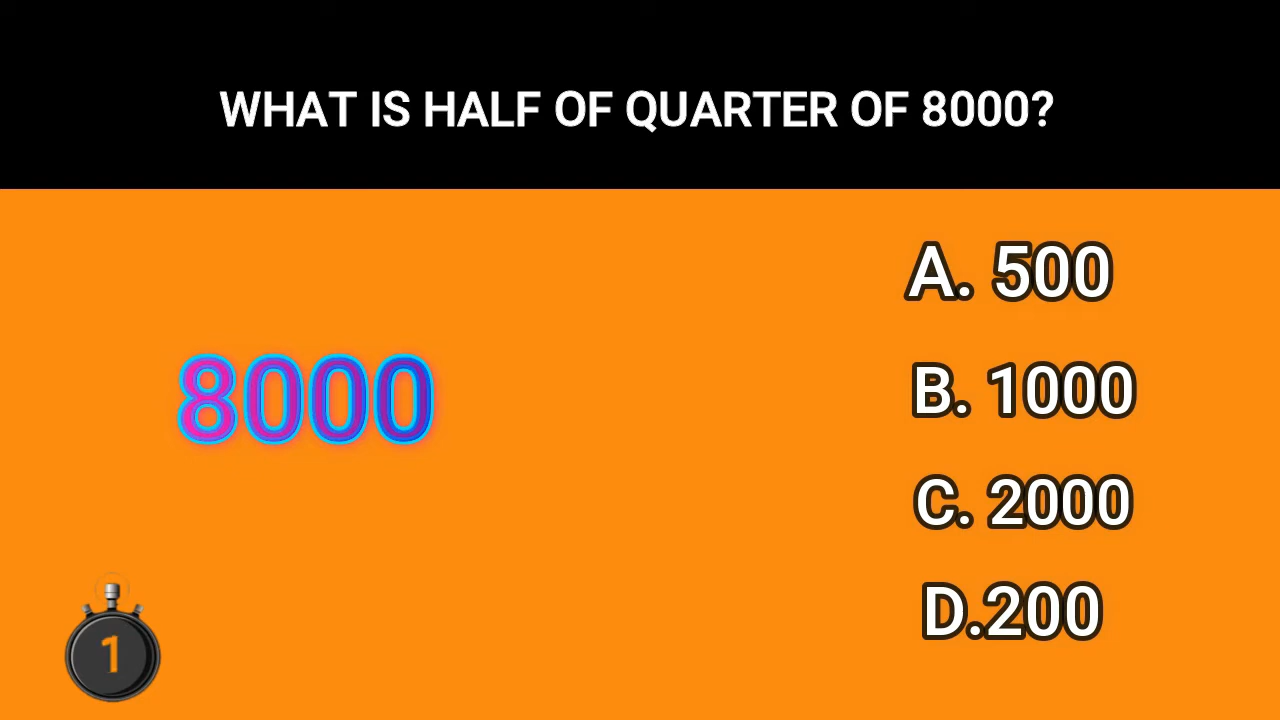 WHAT IS HALF OF QUARTER OF 8000?
A. 500
8000
B. 1000
C. 2000
D.200
1